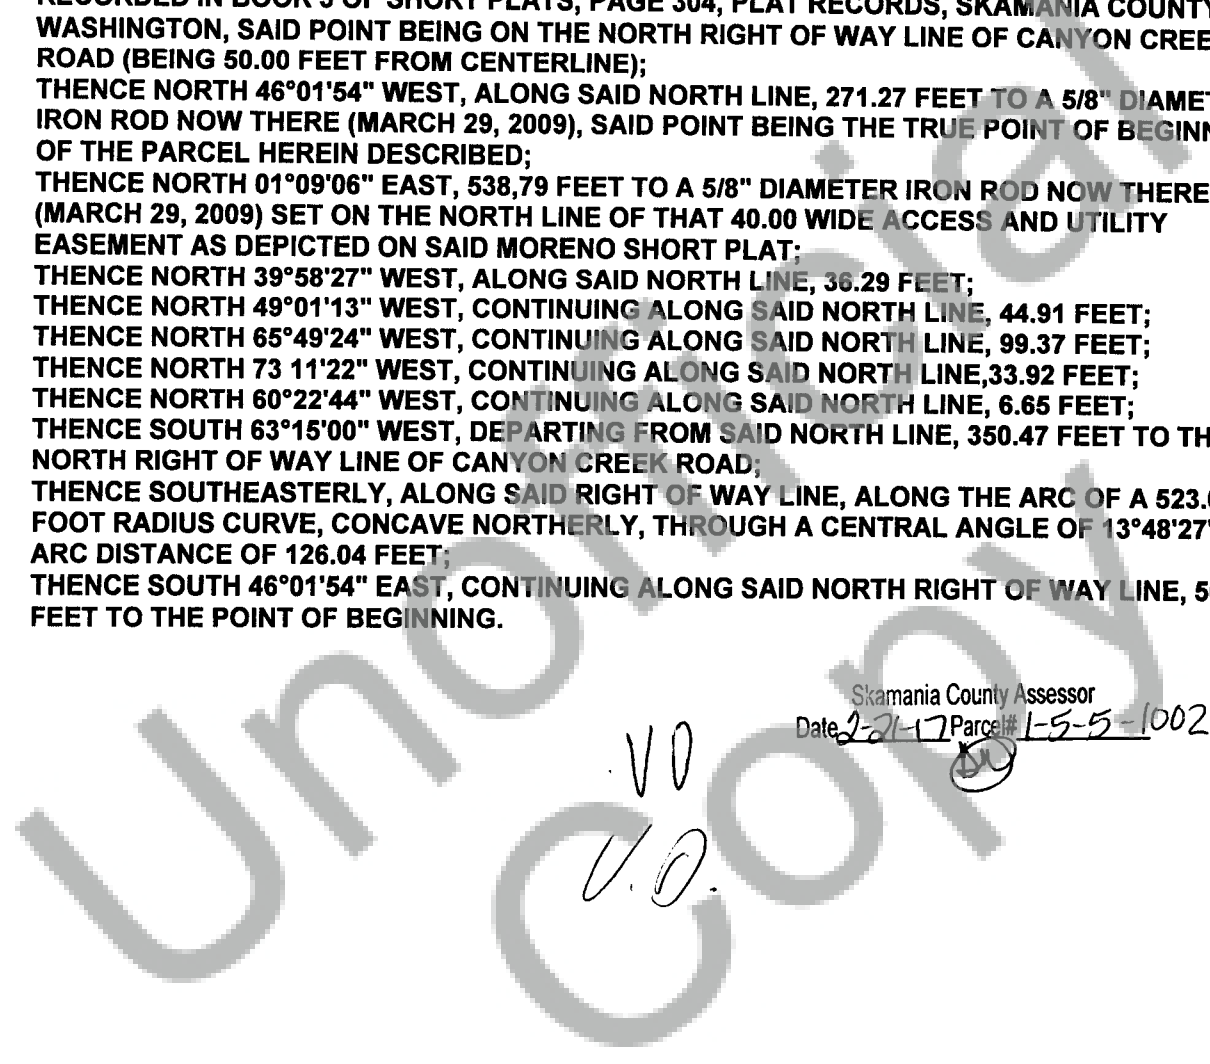 RECORDED IN BOOK 3 OF SHORT PLATS, PAGE 304, PLAT RECORDS, SKAMANIA COUNTY
WASHINGTON, SAID POINT BEING ON THE NORTH RIGHT OF WAY LINE OF CANYON CREE
ROAD (BEING 50.00 FEET FROM CENTERLINE);
THENCE NORTH 46°01'54" WEST, ALONG SAID NORTH LINE, 271.27 FEET TO A 5/8" DIAME
IRON ROD NOW THERE (MARCH 29, 2009), SAID POINT BEING THE TRUE POINT OF BEGINN
OF THE PARCEL HEREIN DESCRIBED;
THENCE NORTH 01°09'06" EAST, 538,79 FEET TO A 5/8" DIAMETER IRON ROD NOW THERE
(MARCH 29, 2009) SET ON THE NORTH LINE OF THAT 40.00 WIDE ACCESS AND UTILITY
EASEMENT AS DEPICTED ON SAID MORENO SHORT PLAT;
THENCE NORTH 39°58'27" WEST, ALONG SAID NORTH LINE, 36.29 FEET;
THENCE NORTH 49°01'13" WEST, CONTINUING ALONG SAID NORTH LINE, 44.91 FEET;
THENCE NORTH 65°49'24" WEST, CONTINUING ALONG SAID NORTH LINE, 99.37 FEET;
THENCE NORTH 73 11'22" WEST, CONTINUING ALONG SAID NORTH LINE,33.92 FEET;
THENCE NORTH 60°22'44" WEST, CONTINUING ALONG SAID NORTH LINE, 6.65 FEET;
THENCE SOUTH 63°15'00" WEST, DEPARTING FROM SAID NORTH LINE, 350.47 FEET TO TH
NORTH RIGHT OF WAY LINE OF CANYON CREEK ROAD;
THENCE SOUTHEASTERLY, ALONG SAID RIGHT OF WAY LINE, ALONG THE ARC OF A 523.
FOOT RADIUS CURVE, CONCAVE NORTHERLY, THROUGH A CENTRAL ANGLE OF 13°48'27"
ARC DISTANCE OF 126.04 FEET;
THENCE SOUTH 46°01'54" EAST, CONTINUING ALONG SAID NORTH RIGHT OF WAY LINE, 5
FEET TO THE POINT OF BEGINNING.
Skamania County Assessor
Date 2-21-17 Parcel# 1-5-5-1002
VO
V.O.
Unofficial
Copy